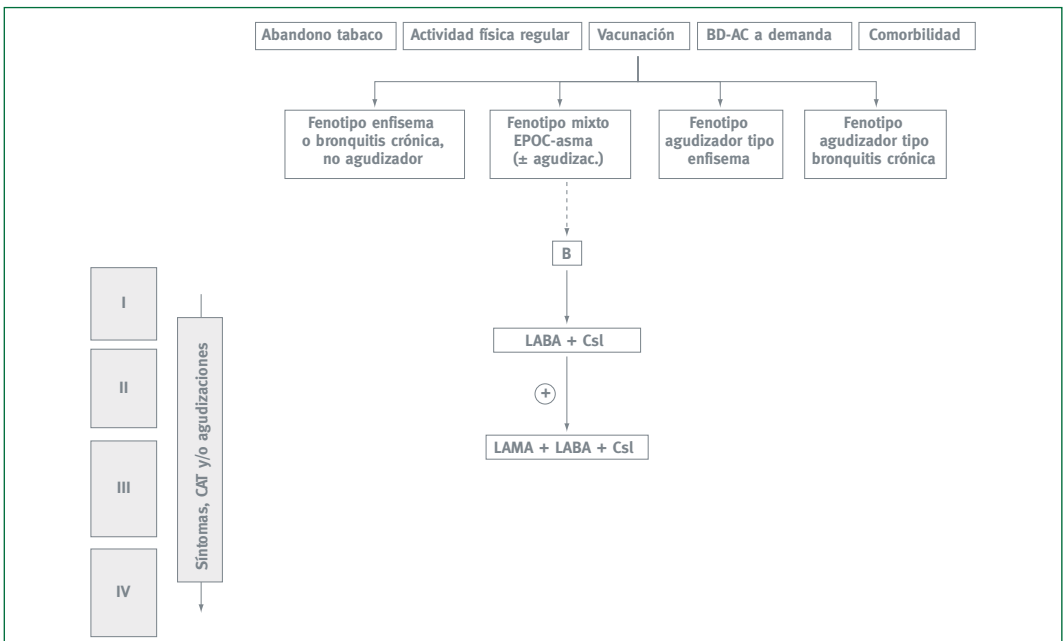 Abandono tabaco
Actividad física regular
Vacunación
BD-AC a demanda
Comorbilidad
Fenotipo enfisema
o bronquitis crónica,
no agudizador
Fenotipo mixto
EPOC-asma
(± agudizac.)
Fenotipo
agudizador tipo
enfisema
Fenotipo
agudizador tipo
bronquitis crónica
B
I
II
III
IV
Síntomas, CAT y/o agudizaciones
LABA + Csl
+
LAMA + LABA + Csl